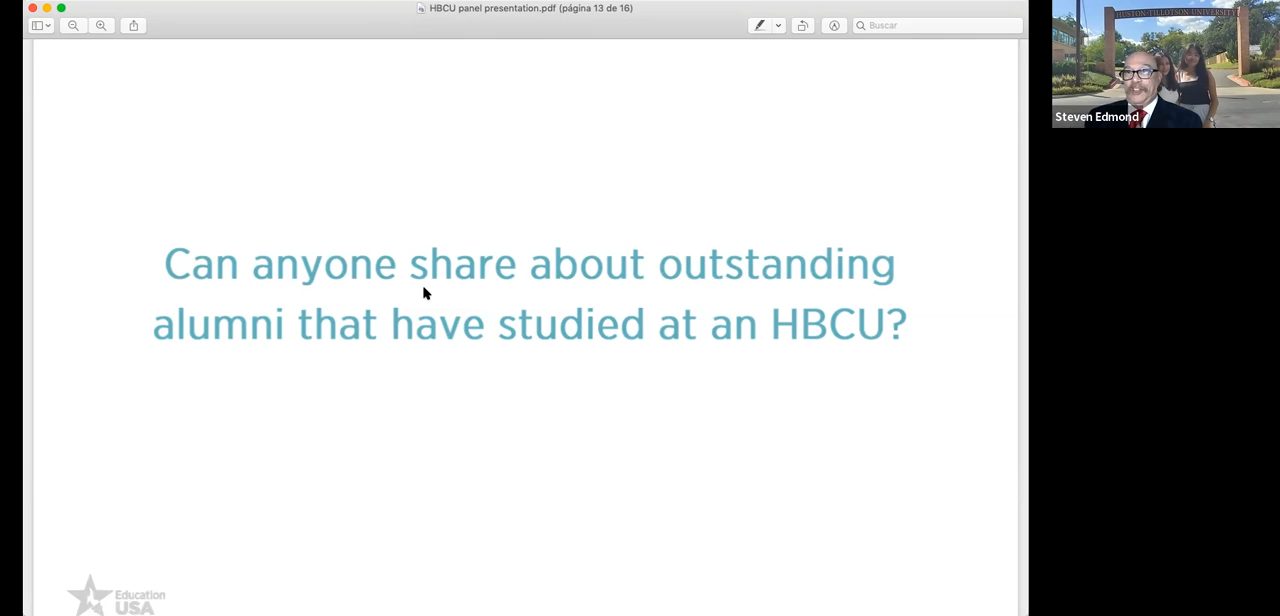 HBCU panel presentation.pdf (página 13 de 16)
Buscar
Can anyone share about outstanding
alumni that have studied at an HBCU?
Education
USA
HUSTON-TILLOTSON UNIVERSITY
Steven Edmond